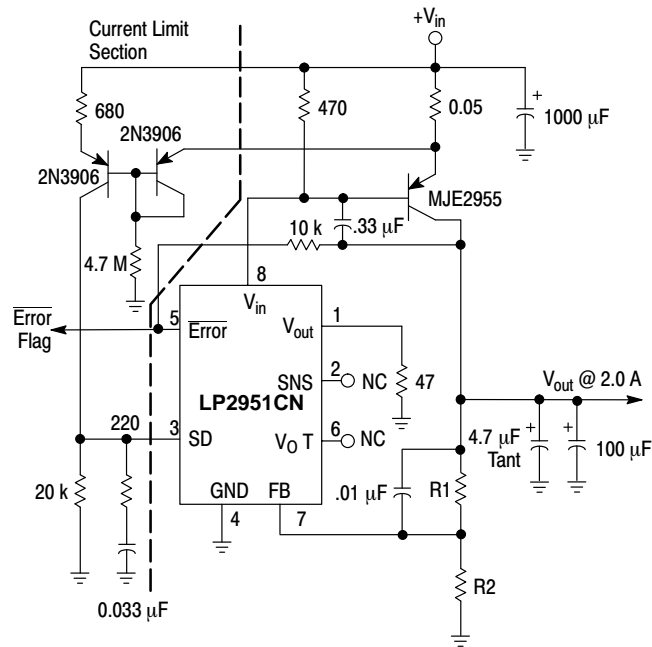 Current Limit
Section
+Vin
680
2N3906
470
0.05
+
1000 μF
2N3906
MJE2955
10 k
.33 μF
4.7 M
8
Vin
Error
Flag
5
Error
Vout
1
SNS
2
NC
47
LP2951CN
Vout @ 2.0 A
220
3
SD
VO T
6
NC
4.7 μF
Tant
+
+
100 μF
20 k
GND
FB
.01 μF
R1
4
7
0.033 μF
R2